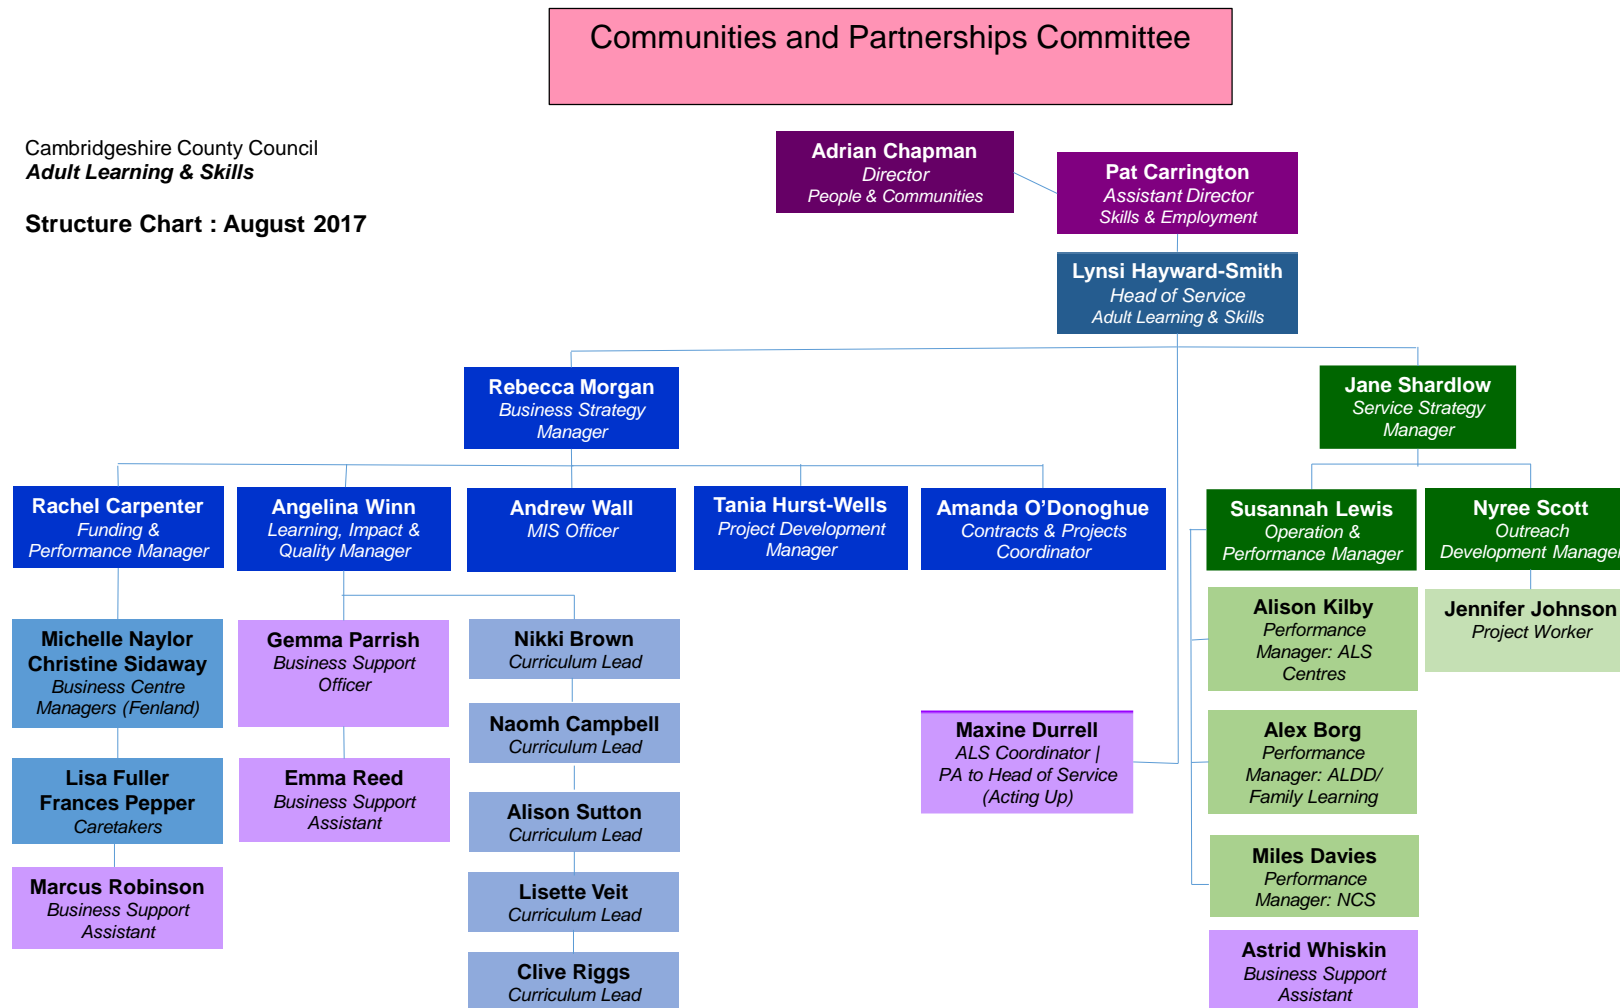 Communities and Partnerships Committee
Cambridgeshire County Council
Adult Learning & Skills
Structure Chart : August 2017
Adrian Chapman
Director
People & Communities
Pat Carrington
Assistant Director
Skills & Employment
Lynsi Hayward-Smith
Head of Service
Adult Learning & Skills
Rebecca Morgan
Business Strategy
Manager
Jane Shardlow
Service Strategy
Manager
Rachel Carpenter
Funding &
Performance Manager
Angelina Winn
Learning, Impact &
Quality Manager
Andrew Wall
MIS Officer
Tania Hurst-Wells
Project Development
Manager
Amanda O’Donoghue
Contracts & Projects
Coordinator
Susannah Lewis
Operation &
Performance Manager
Nyree Scott
Outreach
Development Manager
Michelle Naylor
Christine Sidaway
Business Centre
Managers (Fenland)
Gemma Parrish
Business Support
Officer
Nikki Brown
Curriculum Lead
Alison Kilby
Performance
Manager: ALS
Centres
Jennifer Johnson
Project Worker
Naomh Campbell
Curriculum Lead
Maxine Durrell
ALS Coordinator |
PA to Head of Service
(Acting Up)
Alex Borg
Performance
Manager: ALDD/
Family Learning
Lisa Fuller
Frances Pepper
Caretakers
Emma Reed
Business Support
Assistant
Alison Sutton
Curriculum Lead
Miles Davies
Performance
Manager: NCS
Marcus Robinson
Business Support
Assistant
Lisette Veit
Curriculum Lead
Clive Riggs
Curriculum Lead
Astrid Whiskin
Business Support
Assistant